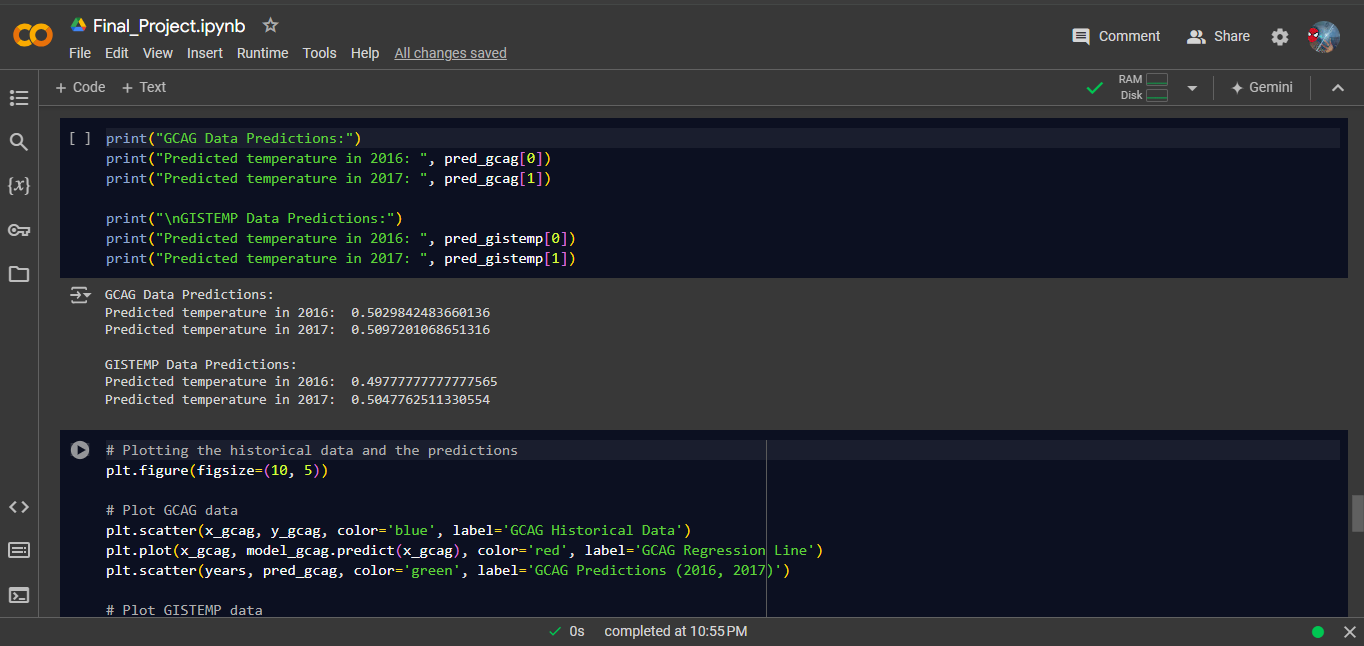 Final_Project.ipynb
File Edit View Insert Runtime Tools Help All changes saved
Comment Share
+ Code + Text
RAM
Disk
Gemini
[ ] print("GCAG Data Predictions:")
print("Predicted temperature in 2016: ", pred_gcag[0])
print("Predicted temperature in 2017: ", pred_gcag[1])
print("\nGISTEMP Data Predictions:")
print("Predicted temperature in 2016: ", pred_gistemp[0])
print("Predicted temperature in 2017: ", pred_gistemp[1])
GCAG Data Predictions:
Predicted temperature in 2016:  0.5029842483660136
Predicted temperature in 2017:  0.5097201068651316
GISTEMP Data Predictions:
Predicted temperature in 2016:  0.49777777777777565
Predicted temperature in 2017:  0.5047762511330554
# Plotting the historical data and the predictions
plt.figure(figsize=(10, 5))
# Plot GCAG data
plt.scatter(x_gcag, y_gcag, color='blue', label='GCAG Historical Data')
plt.plot(x_gcag, model_gcag.predict(x_gcag), color='red', label='GCAG Regression Line')
plt.scatter(years, pred_gcag, color='green', label='GCAG Predictions (2016, 2017)')
# Plot GISTEMP data
0s completed at 10:55 PM